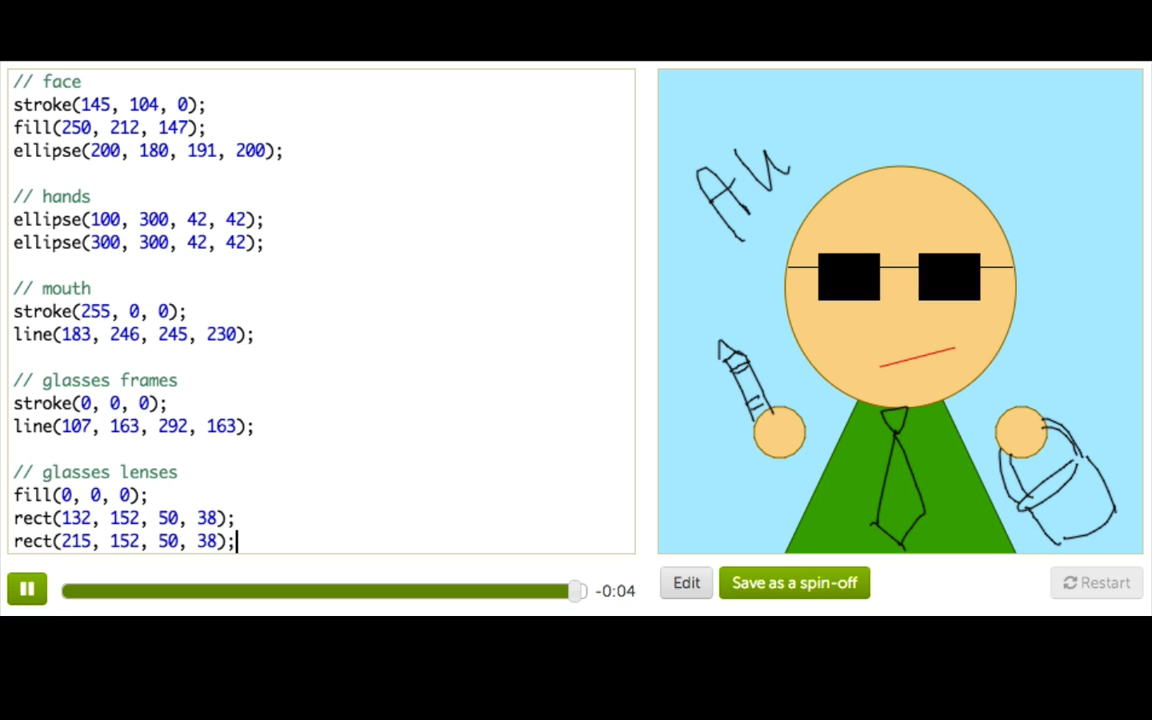 // face
stroke(145, 104, 0);
fill(250, 212, 147);
ellipse(200, 180, 191, 200);
// hands
ellipse(100, 300, 42, 42);
ellipse(300, 300, 42, 42);
// mouth
stroke(255, 0, 0);
line(183, 246, 245, 230);
// glasses frames
stroke(0, 0, 0);
line(107, 163, 292, 163);
// glasses lenses
fill(0, 0, 0);
rect(132, 152, 50, 38);
rect(215, 152, 50, 38);
-0:04
Edit
Save as a spin-off
Restart